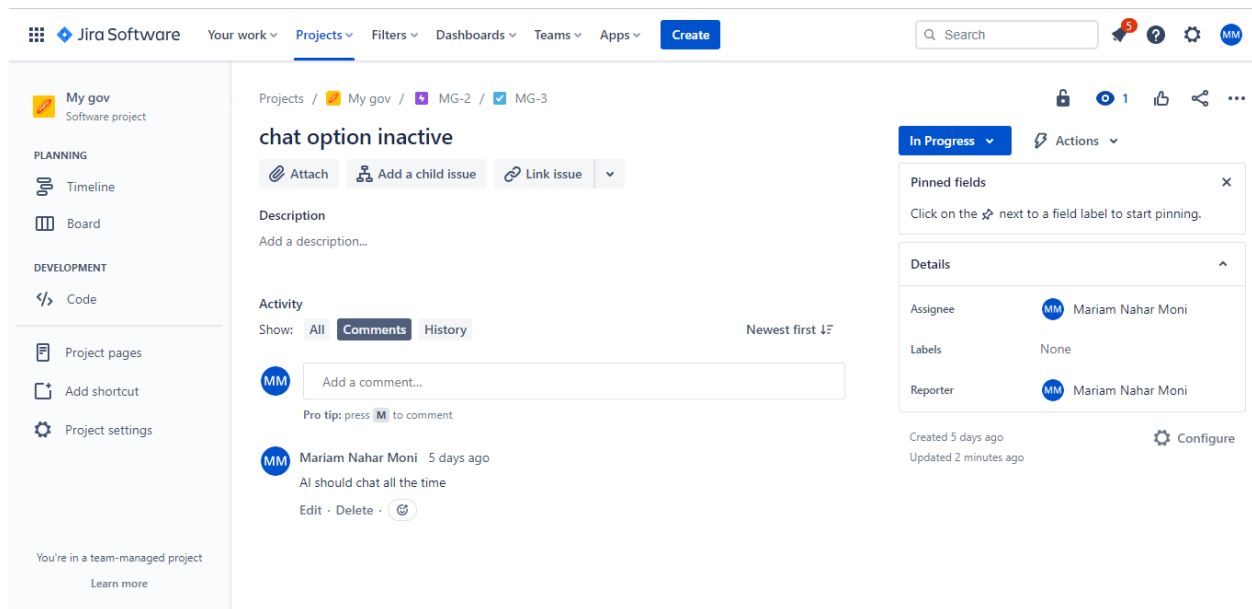 Jira Software Your work Projects Filters Dashboards Teams Apps Create Search 5 MM
My gov
Software project
PLANNING
Timeline
Board
DEVELOPMENT
Code
Project pages
Add shortcut
Project settings
You're in a team-managed project
Learn more
Projects / My gov / MG-2 / MG-3
chat option inactive
Attach Add a child issue Link issue
Description
Add a description...
Activity
Show: All Comments History Newest first
MM Add a comment...
Pro tip: press M to comment
MM Mariam Nahar Moni 5 days ago
AI should chat all the time
Edit · Delete ·
1
In Progress Actions
Pinned fields
Click on the next to a field label to start pinning.
Details
Assignee MM Mariam Nahar Moni
Labels None
Reporter MM Mariam Nahar Moni
Created 5 days ago Configure
Updated 2 minutes ago